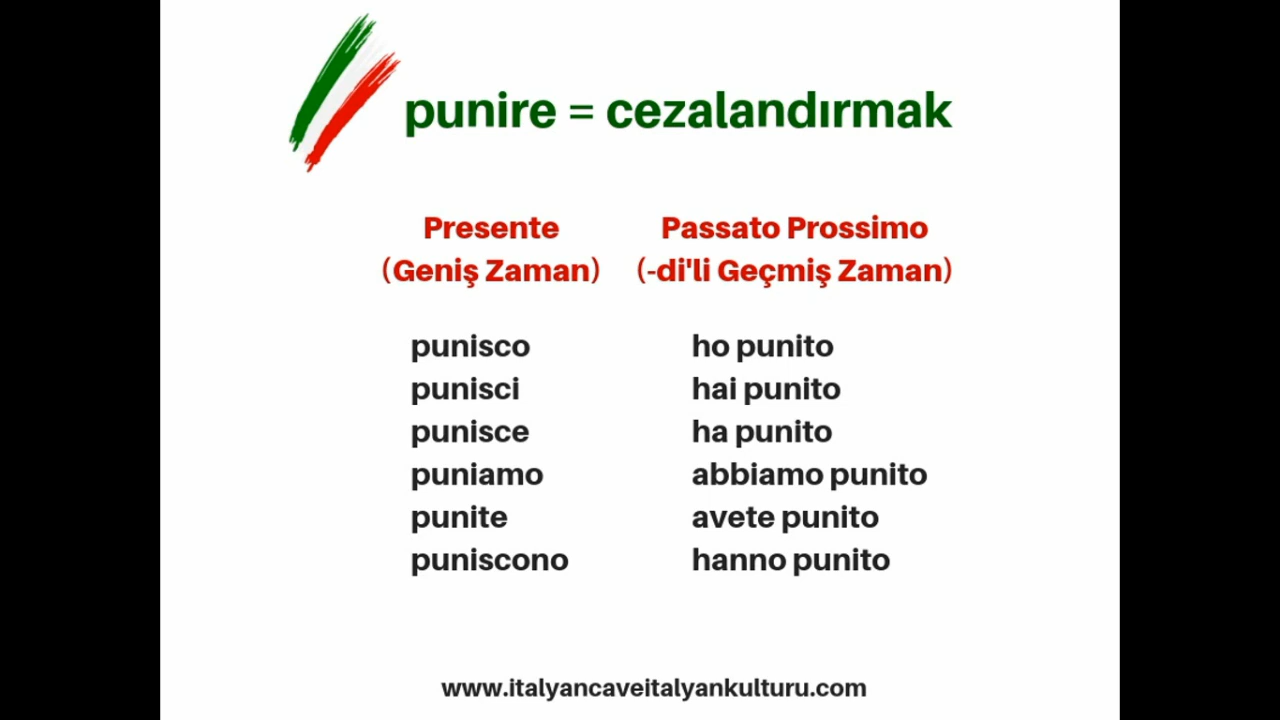 punire = cezalandırmak
Presente
(Geniş Zaman)
Passato Prossimo
(-di'li Geçmiş Zaman)
punisco
punisci
punisce
puniamo
punite
puniscono
ho punito
hai punito
ha punito
abbiamo punito
avete punito
hanno punito
www.italyancaveitalyankulturu.com